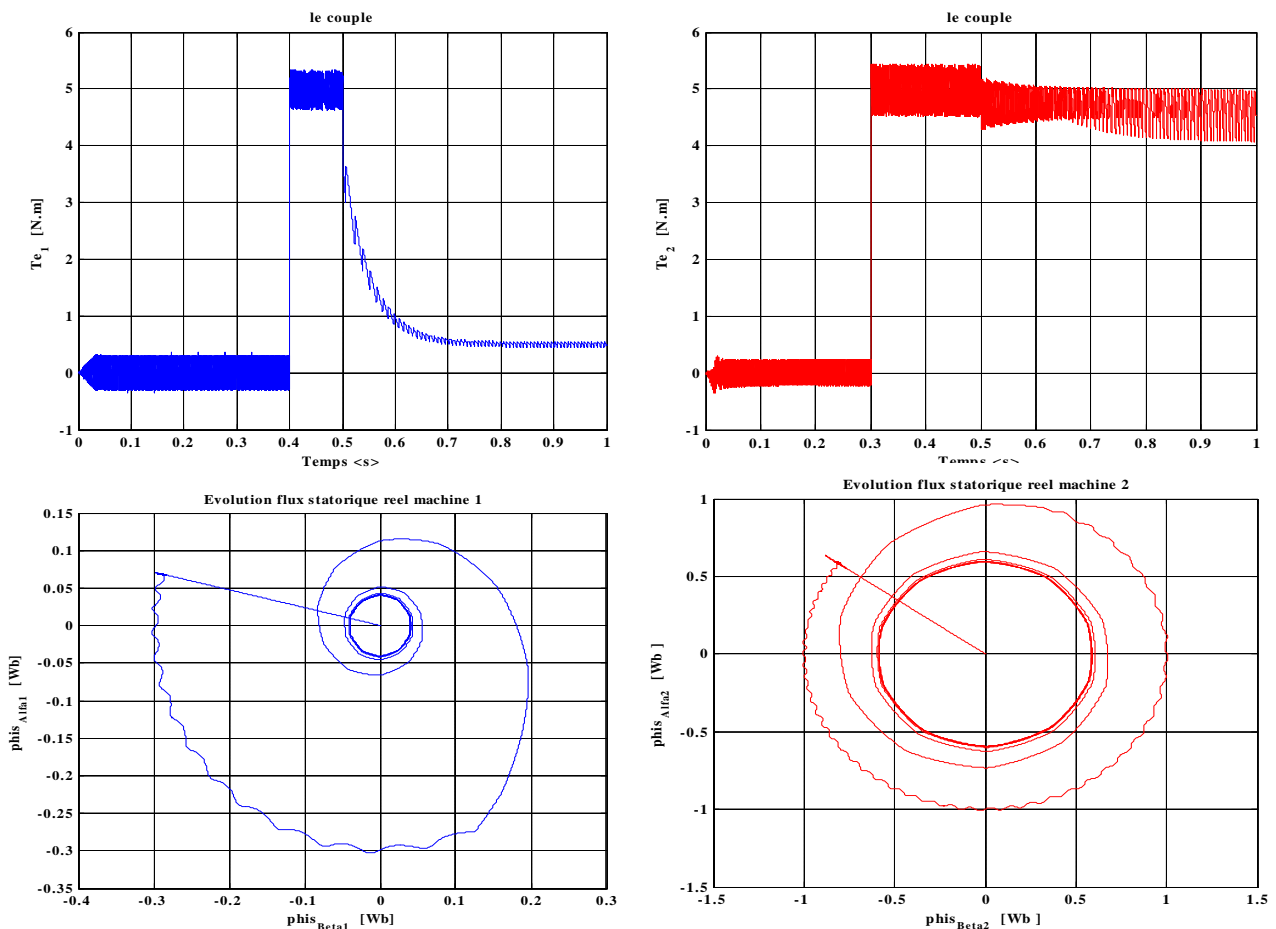 le couple
6
5
4
3
2
1
0
-1
Te1 [N.m]
0 0.1 0.2 0.3 0.4 0.5 0.6 0.7 0.8 0.9 1
Temps <s>
le couple
6
5
4
3
2
1
0
-1
Te2 [N.m]
0 0.1 0.2 0.3 0.4 0.5 0.6 0.7 0.8 0.9 1
Temps <s>
Evolution flux statorique reel machine 1
0.15
0.1
0.05
0
-0.05
-0.1
-0.15
-0.2
-0.25
-0.3
-0.35
phisAlfa1 [Wb]
-0.4 -0.3 -0.2 -0.1 0 0.1 0.2 0.3
phisBeta1 [Wb]
Evolution flux statorique reel machine 2
1
0.5
0
-0.5
-1
-1.5
phisAlfa2 [Wb ]
-1.5 -1 -0.5 0 0.5 1 1.5
phisBeta2 [Wb ]